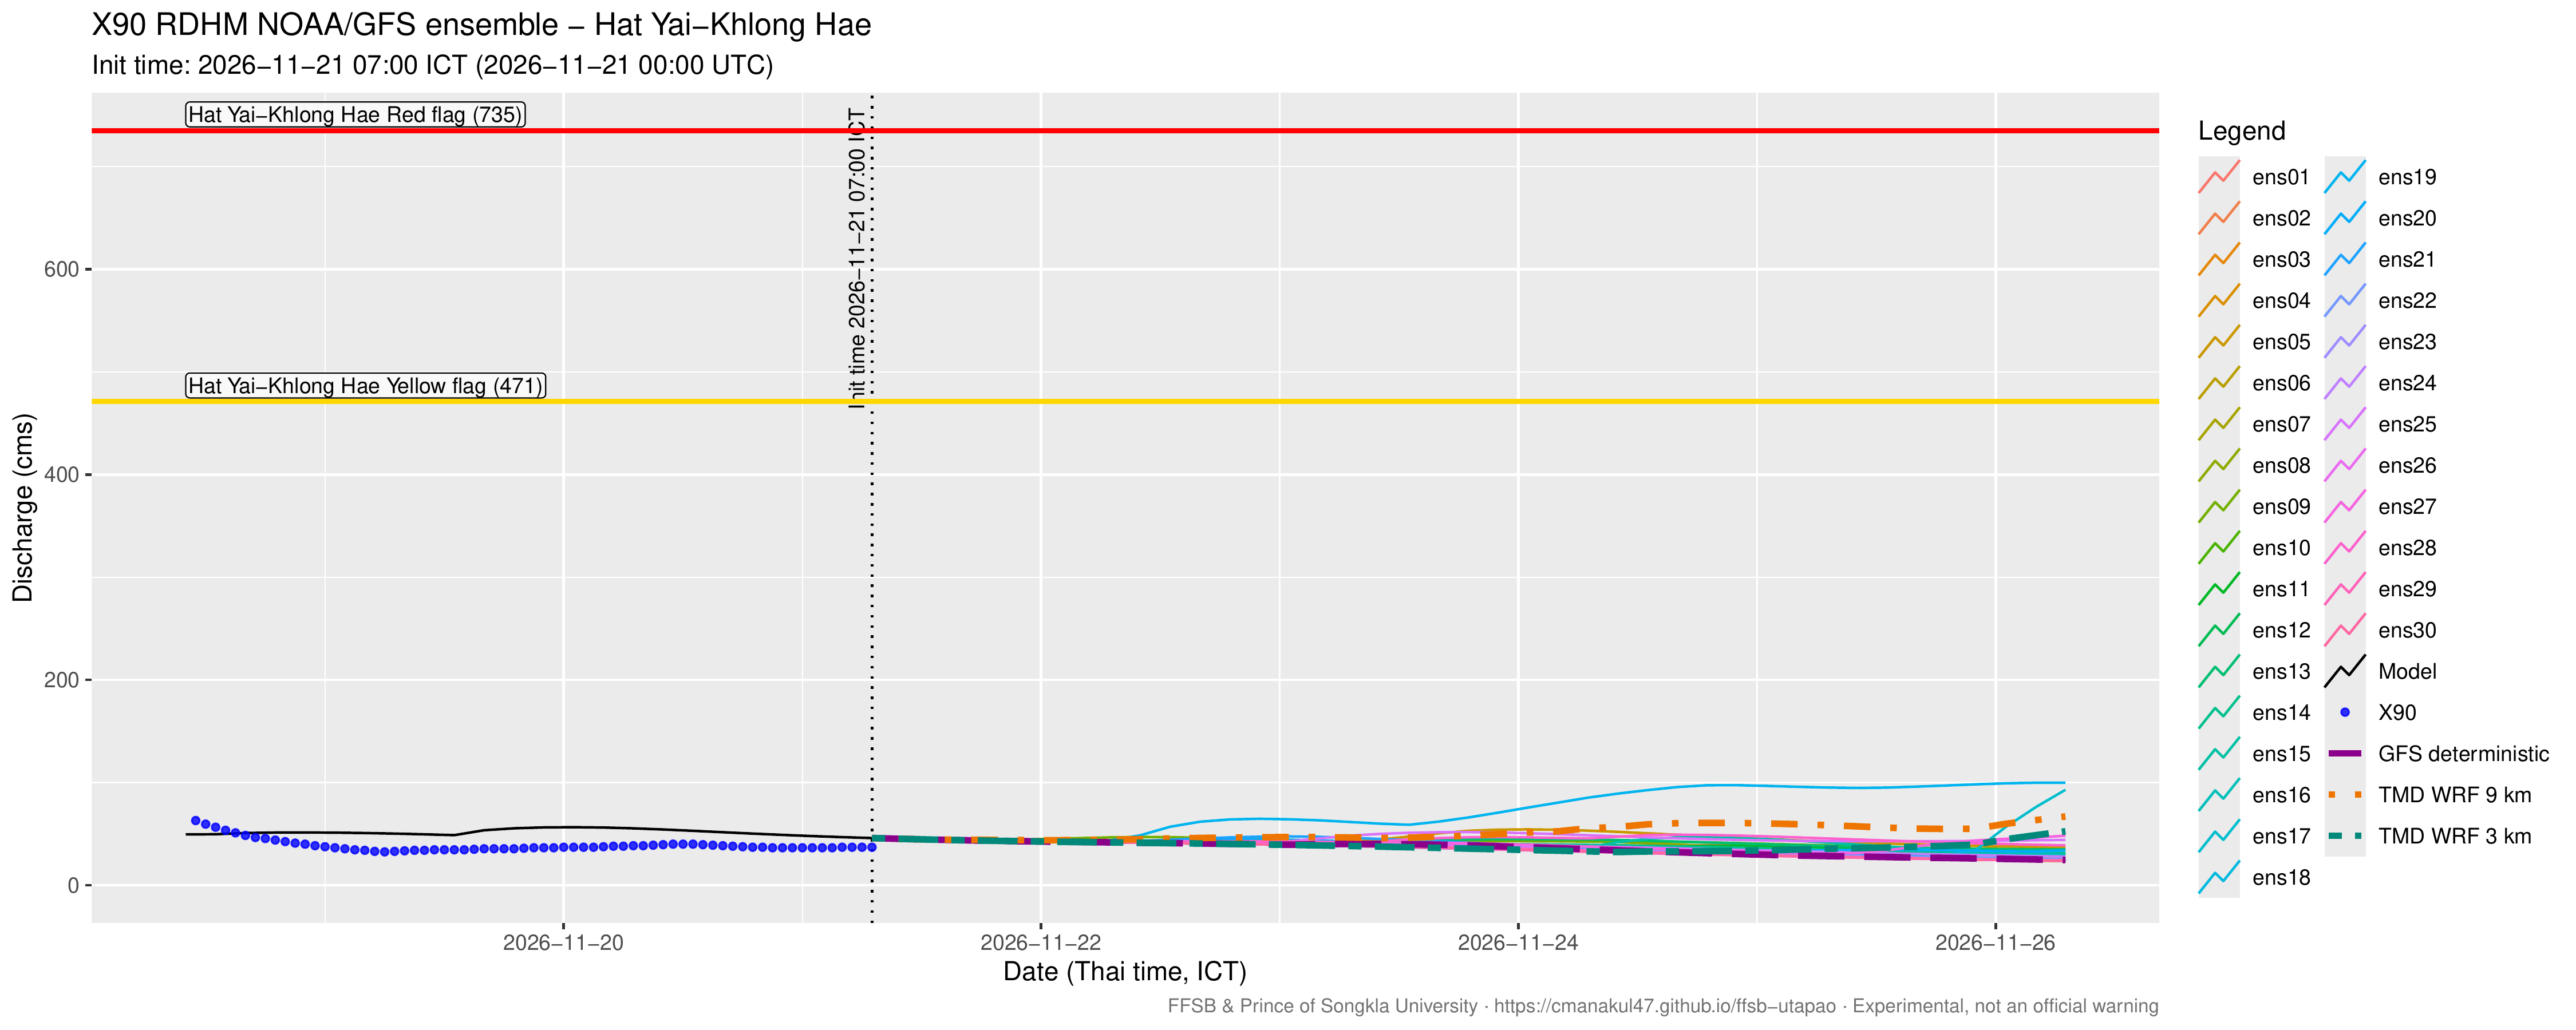 X90 RDHM NOAA/GFS ensemble – Hat Yai–Khlong Hae
Init time: 2026–11–21 07:00 ICT (2026–11–21 00:00 UTC)
Hat Yai–Khlong Hae Red flag (735)
Hat Yai–Khlong Hae Yellow flag (471)
Init time 2026–11–21 07:00 ICT
Discharge (cms)
600
400
200
0
2026–11–20
2026–11–22
2026–11–24
2026–11–26
Date (Thai time, ICT)
FFSB & Prince of Songkla University · https://cmanakul47.github.io/ffsb–utapao · Experimental, not an official warning
Legend
ens01
ens02
ens03
ens04
ens05
ens06
ens07
ens08
ens09
ens10
ens11
ens12
ens13
ens14
ens15
ens16
ens17
ens18
ens19
ens20
ens21
ens22
ens23
ens24
ens25
ens26
ens27
ens28
ens29
ens30
Model
X90
GFS deterministic
TMD WRF 9 km
TMD WRF 3 km